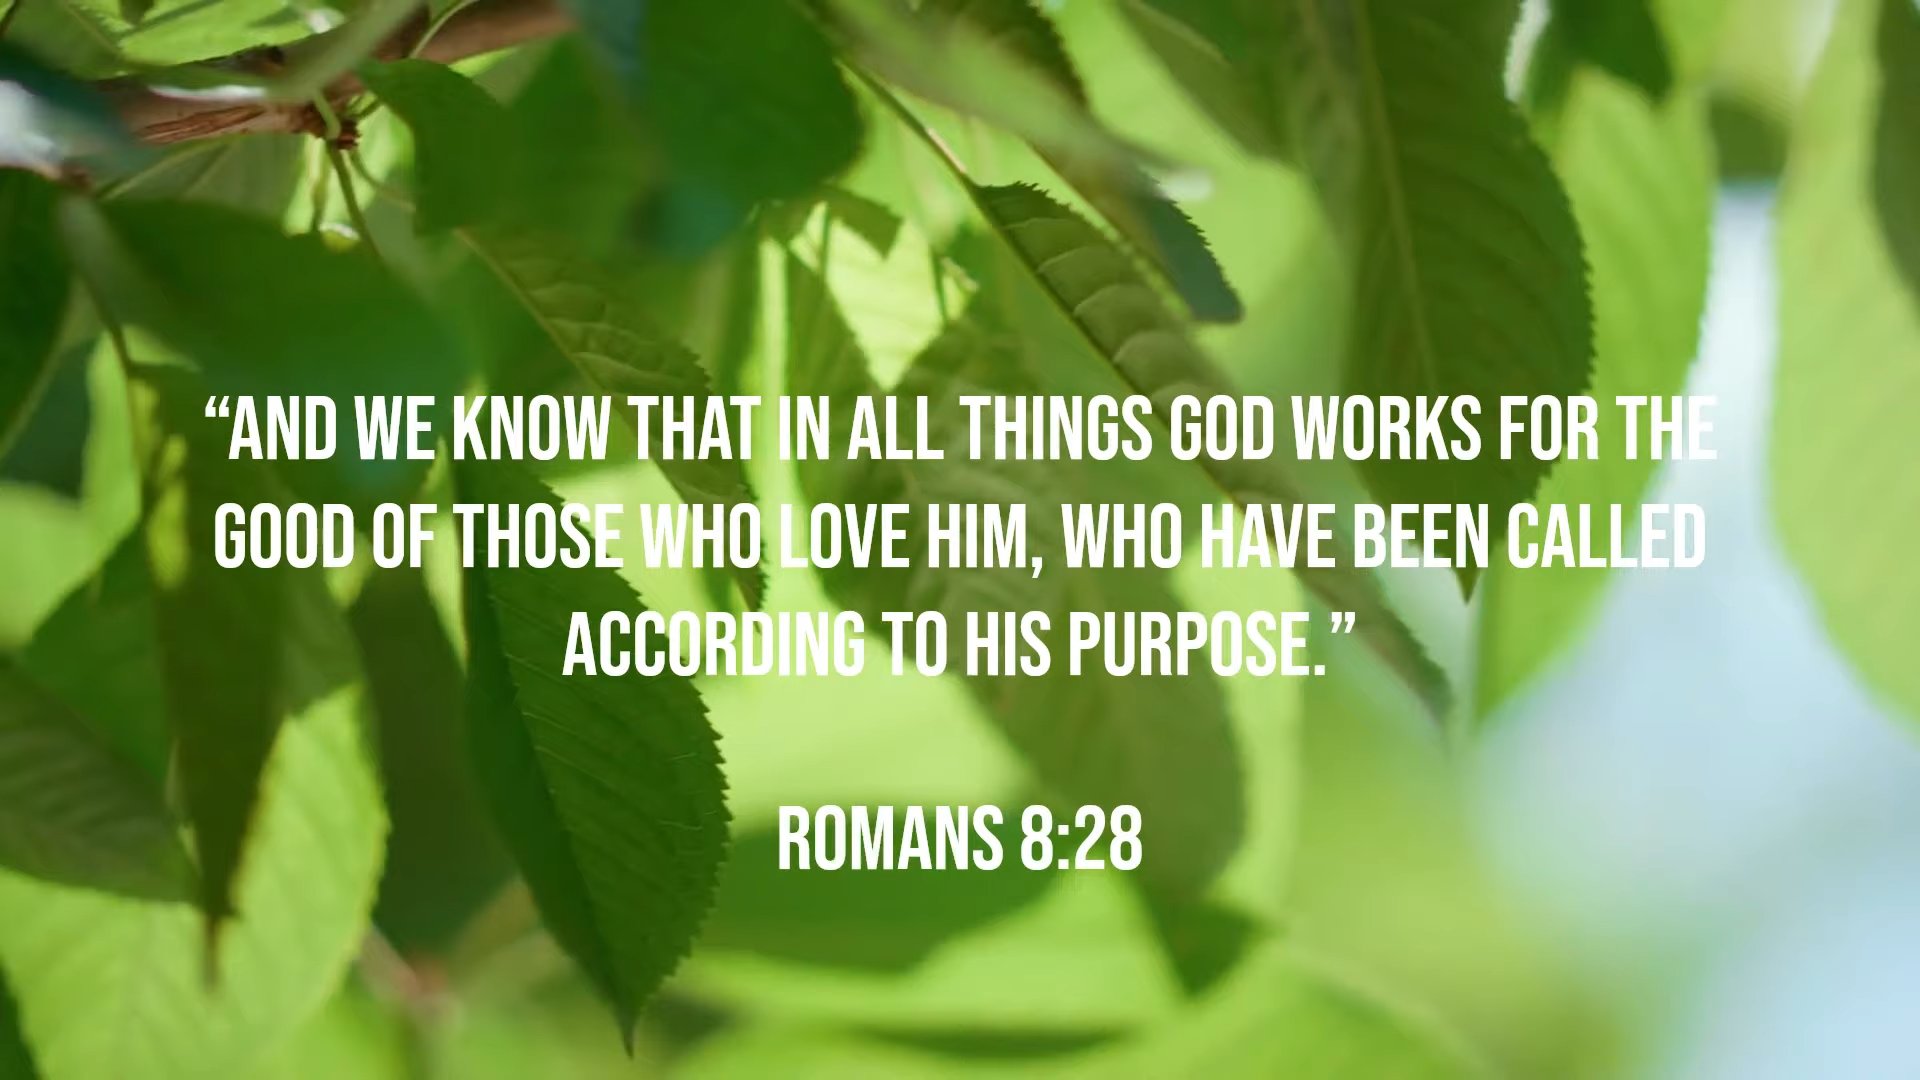 “AND WE KNOW THAT IN ALL THINGS GOD WORKS FOR THE
GOOD OF THOSE WHO LOVE HIM, WHO HAVE BEEN CALLED
ACCORDING TO HIS PURPOSE.”
ROMANS 8:28